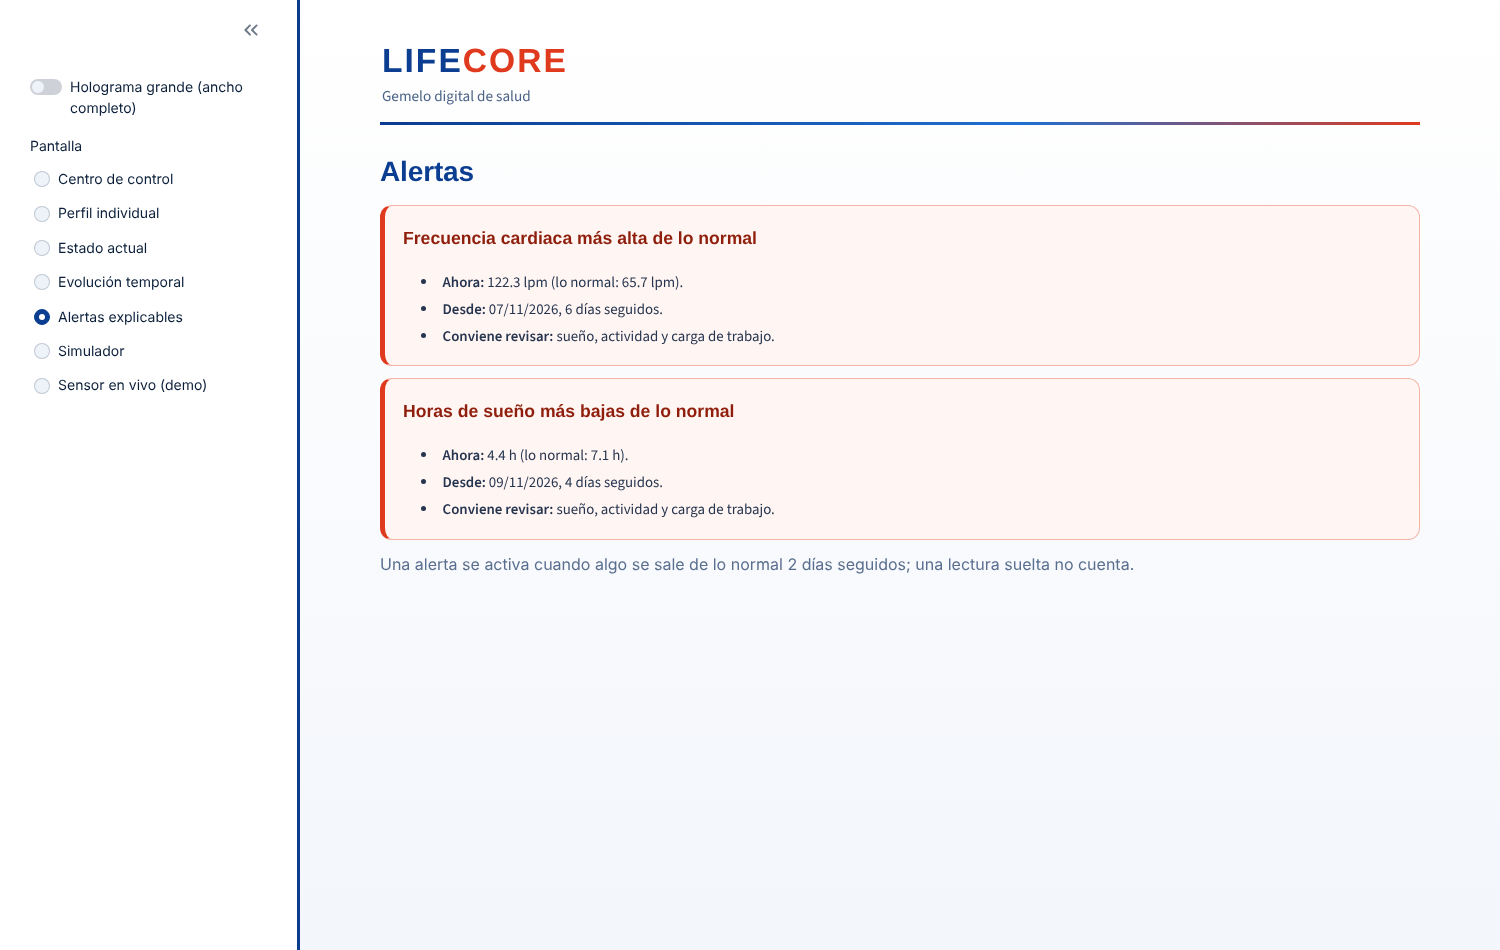 Holograma grande (ancho
completo)
Pantalla
Centro de control
Perfil individual
Estado actual
Evolución temporal
Alertas explicables
Simulador
Sensor en vivo (demo)
LIFECORE
Gemelo digital de salud
Alertas
Frecuencia cardiaca más alta de lo normal
Ahora: 122.3 lpm (lo normal: 65.7 lpm).
Desde: 07/11/2026, 6 días seguidos.
Conviene revisar: sueño, actividad y carga de trabajo.
Horas de sueño más bajas de lo normal
Ahora: 4.4 h (lo normal: 7.1 h).
Desde: 09/11/2026, 4 días seguidos.
Conviene revisar: sueño, actividad y carga de trabajo.
Una alerta se activa cuando algo se sale de lo normal 2 días seguidos; una lectura suelta no cuenta.